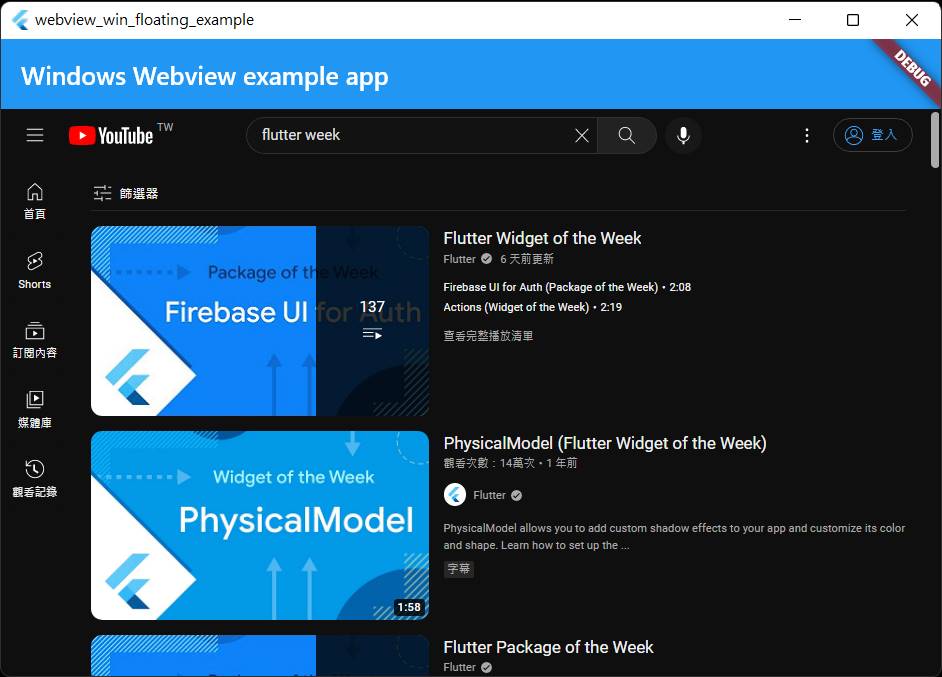 webview_win_floating_example
Windows Webview example app
DEBUG
YouTube TW
flutter week
登入
首頁
Shorts
訂閱內容
媒體庫
觀看記錄
篩選器
Package of the Week
Firebase UI for Auth
137
Flutter Widget of the Week
Flutter 6 天前更新
Firebase UI for Auth (Package of the Week) • 2:08
Actions (Widget of the Week) • 2:19
查看完整播放清單
Widget of the Week
PhysicalModel
1:58
PhysicalModel (Flutter Widget of the Week)
觀看次數：14萬次 • 1 年前
Flutter
PhysicalModel allows you to add custom shadow effects to your app and customize its color
and shape. Learn how to set up the ...
字幕
Package of the Week
Flutter Package of the Week
Flutter